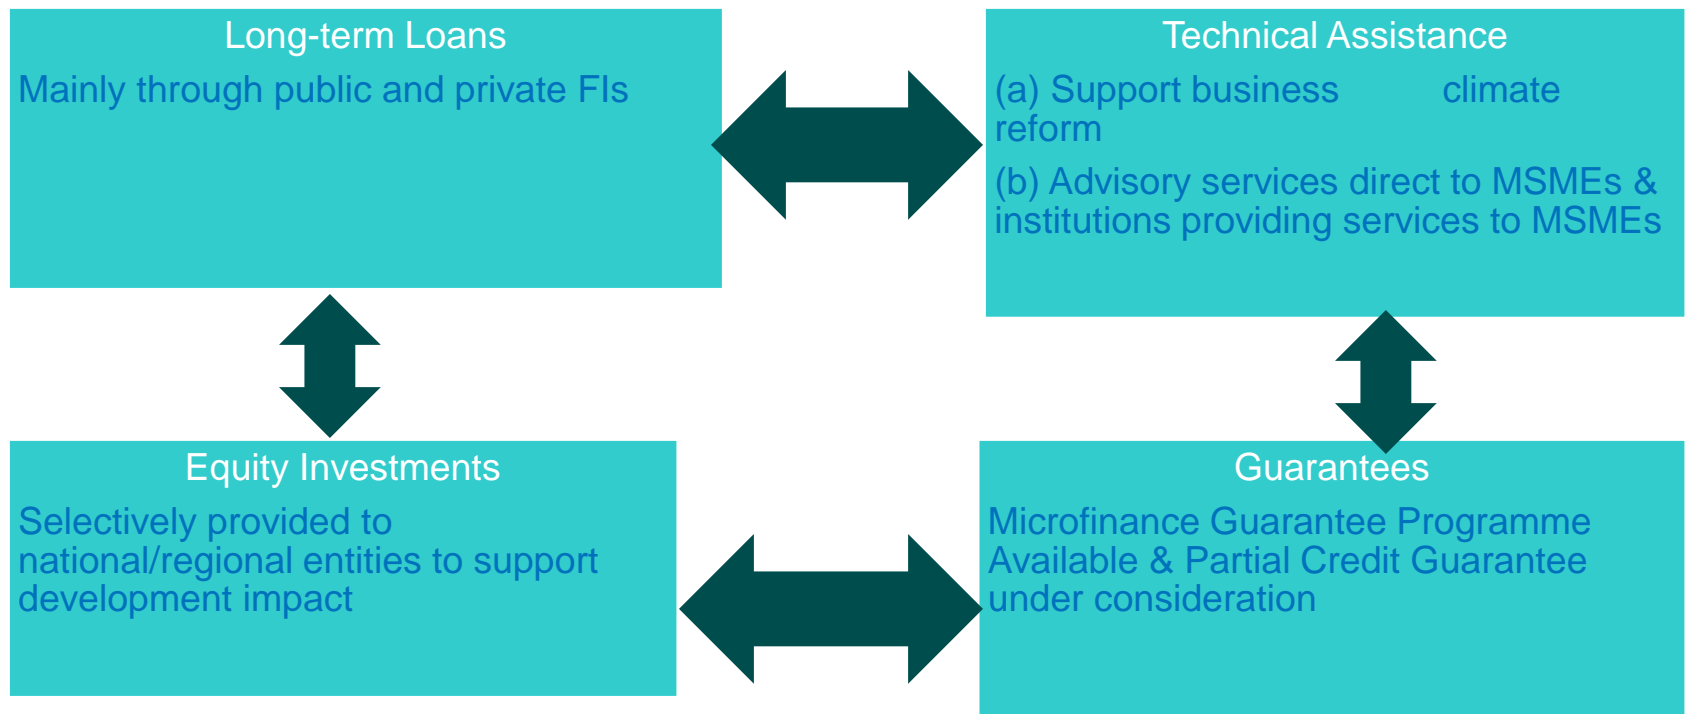 Long-term Loans
Mainly through public and private FIs
Technical Assistance
(a) Support business climate
reform
(b) Advisory services direct to MSMEs &
institutions providing services to MSMEs
Equity Investments
Selectively provided to
national/regional entities to support
development impact
Guarantees
Microfinance Guarantee Programme
Available & Partial Credit Guarantee
under consideration